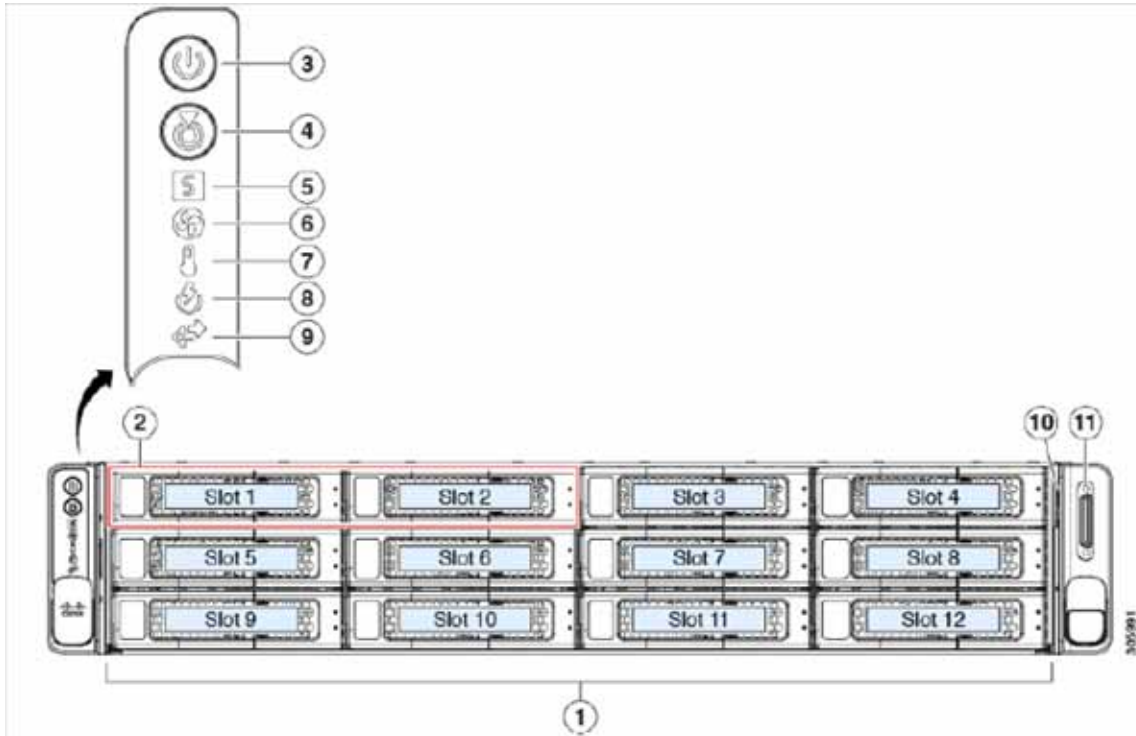 3
4
S
5
6
7
8
9
2
10
11
Slot 1
Slot 2
Slot 3
Slot 4
Slot 5
Slot 6
Slot 7
Slot 8
Slot 9
Slot 10
Slot 11
Slot 12
305991
1